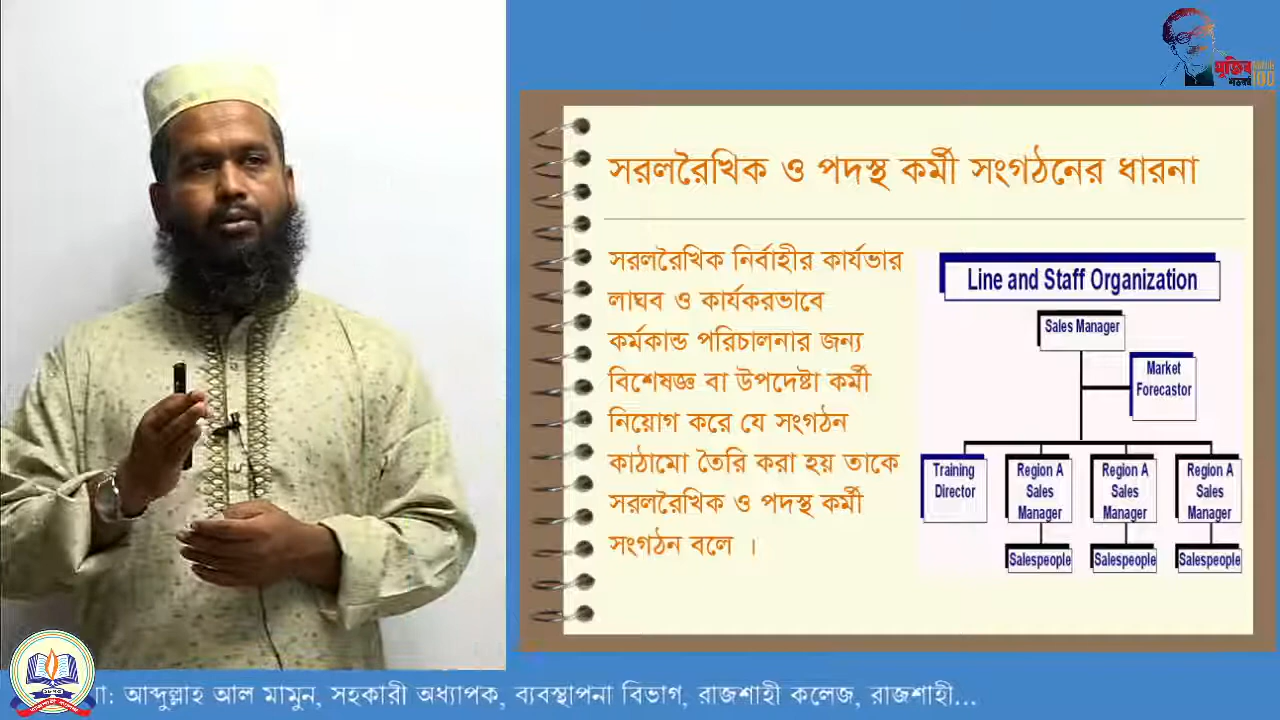 মুজিব
শতবর্ষ
100
সরলরৈখিক ও পদস্থ কর্মী সংগঠনের ধারনা
সরলরৈখিক নির্বাহীর কার্যভার
লাঘব ও কার্যকরভাবে
কর্মকান্ড পরিচালনার জন্য
বিশেষজ্ঞ বা উপদেষ্টা কর্মী
নিয়োগ করে যে সংগঠন
কাঠামো তৈরি করা হয় তাকে
সরলরৈখিক ও পদস্থ কর্মী
সংগঠন বলে ।
Line and Staff Organization
Sales Manager
Market
Forecastor
Training
Director
Region A
Sales
Manager
Region A
Sales
Manager
Region A
Sales
Manager
Salespeople
Salespeople
Salespeople
আব্দুল্লাহ আল মামুন, সহকারী অধ্যাপক, ব্যবস্থাপনা বিভাগ, রাজশাহী কলেজ, রাজশাহী...